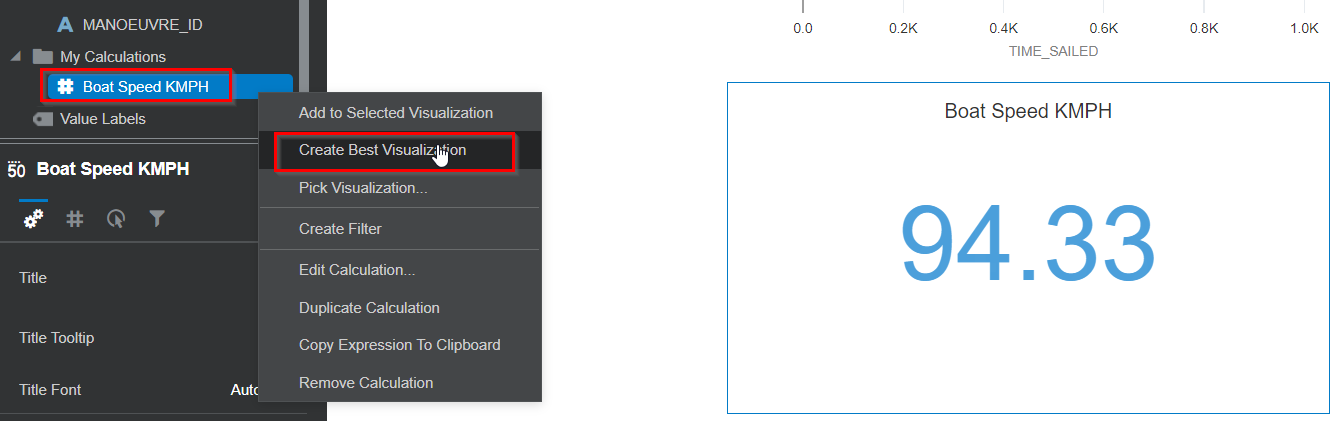 MANOEUVRE_ID
My Calculations
Boat Speed KMPH
Value Labels
50 Boat Speed KMPH
Title
Title Tooltip
Title Font Auto
Add to Selected Visualization
Create Best Visualization
Pick Visualization...
Create Filter
Edit Calculation...
Duplicate Calculation
Copy Expression To Clipboard
Remove Calculation
0.0 0.2K 0.4K 0.6K 0.8K 1.0K
TIME_SAILED
Boat Speed KMPH
94.33